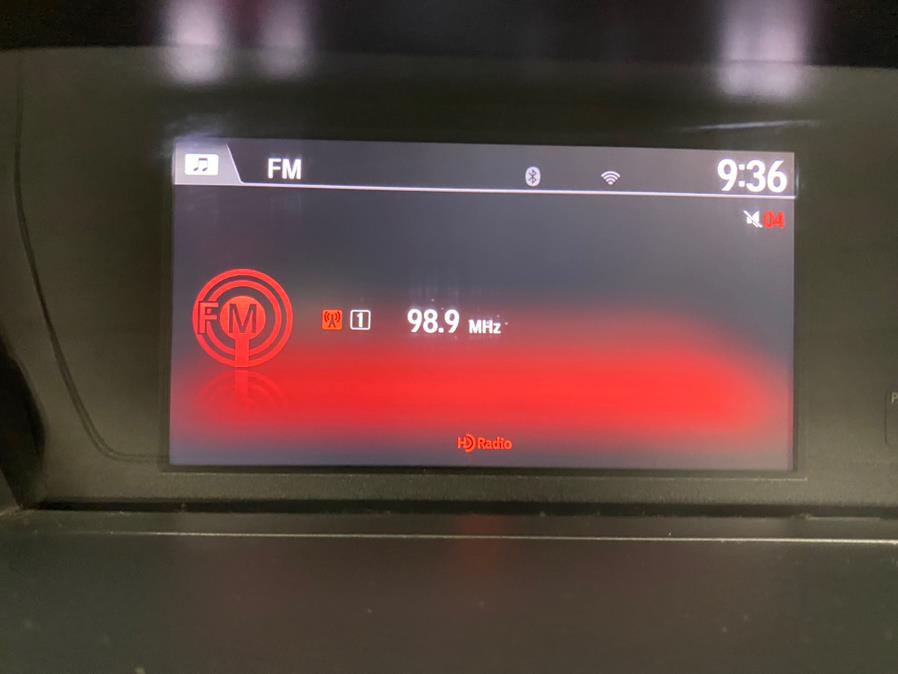 FM 9:36
04
FM 1 98.9 MHz
HD Radio
P